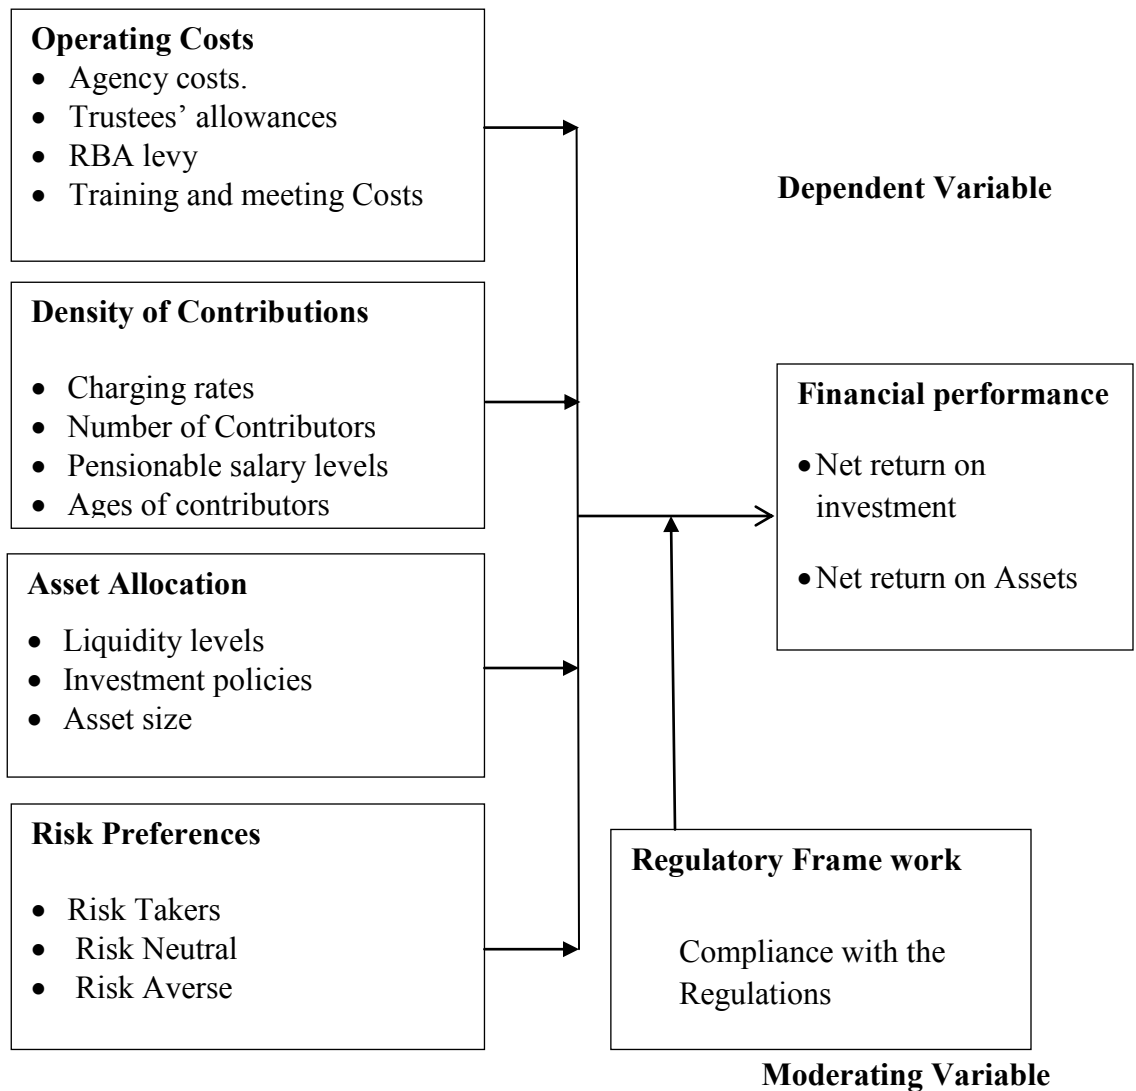 Operating Costs
• Agency costs.
• Trustees’ allowances
• RBA levy
• Training and meeting Costs
Dependent Variable
Density of Contributions
• Charging rates
• Number of Contributors
• Pensionable salary levels
• Ages of contributors
Financial performance
• Net return on
investment
• Net return on Assets
Asset Allocation
• Liquidity levels
• Investment policies
• Asset size
Risk Preferences
• Risk Takers
• Risk Neutral
• Risk Averse
Regulatory Frame work
Compliance with the
Regulations
Moderating Variable